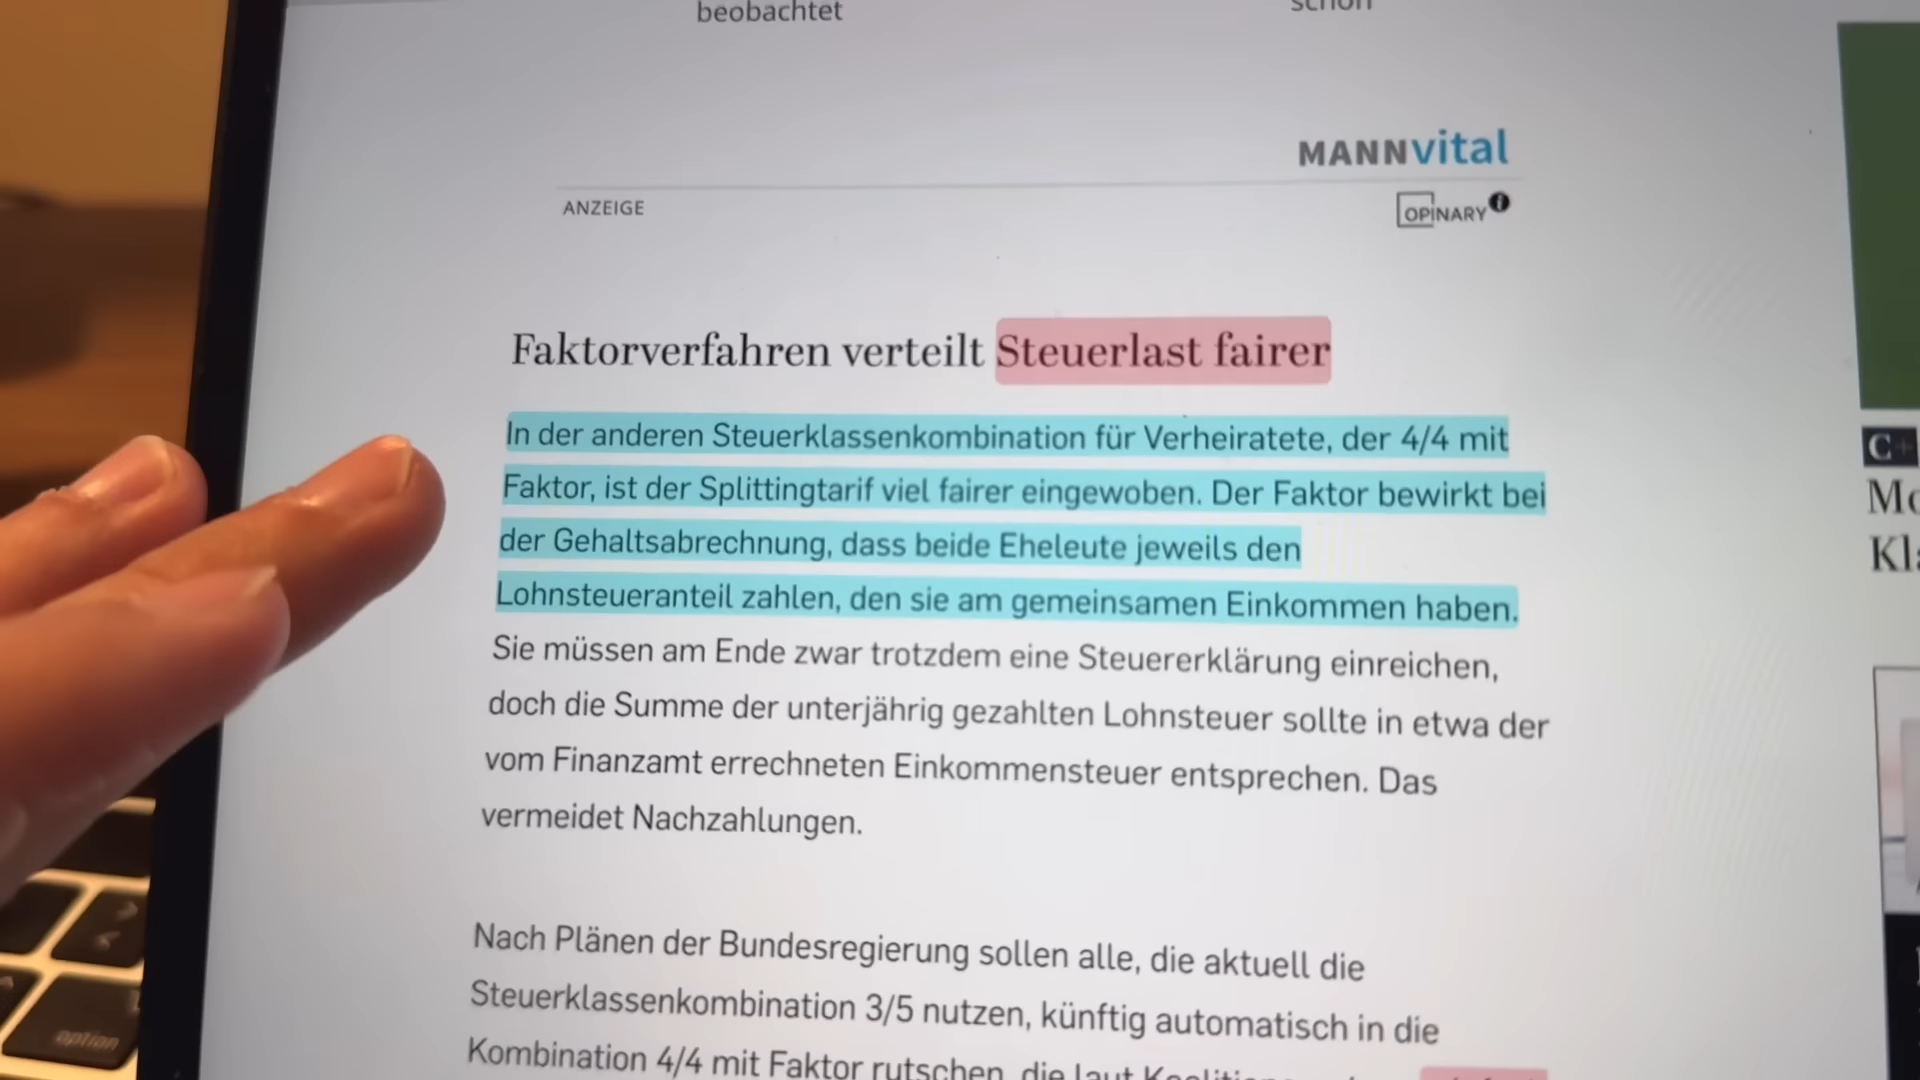 beobachtet
schon
MANNvital
ANZEIGE
OPINARY
Faktorverfahren verteilt Steuerlast fairer
In der anderen Steuerklassenkombination für Verheiratete, der 4/4 mit
Faktor, ist der Splittingtarif viel fairer eingewoben. Der Faktor bewirkt bei
der Gehaltsabrechnung, dass beide Eheleute jeweils den
Lohnsteueranteil zahlen, den sie am gemeinsamen Einkommen haben.
Sie müssen am Ende zwar trotzdem eine Steuererklärung einreichen,
doch die Summe der unterjährig gezahlten Lohnsteuer sollte in etwa der
vom Finanzamt errechneten Einkommensteuer entsprechen. Das
vermeidet Nachzahlungen.
Nach Plänen der Bundesregierung sollen alle, die aktuell die
Steuerklassenkombination 3/5 nutzen, künftig automatisch in die
Kombination 4/4 mit Faktor rutschen, die laut
C+
option